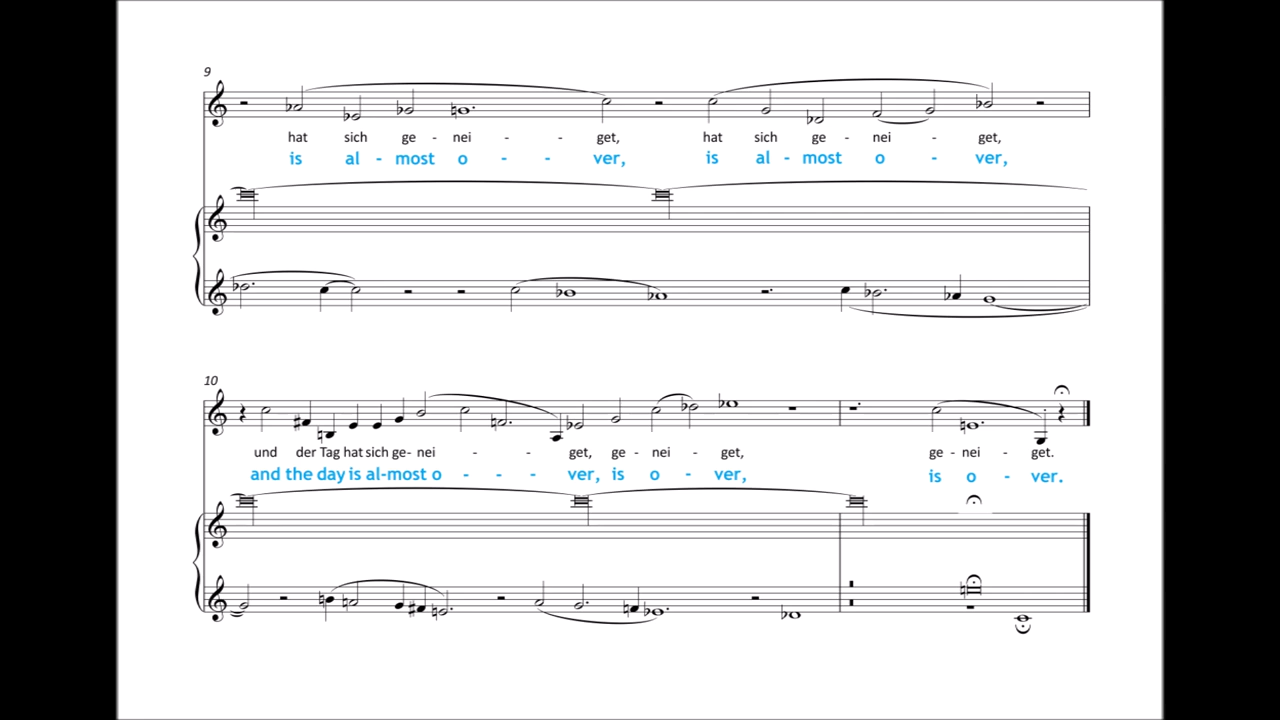 9
hat sich ge - nei - - get, hat sich ge - nei - get,
is al - most o - - ver, is al - most o - ver,
10
und der Tag hat sich ge- nei - - get, ge - nei - get, ge - nei - get.
and the day is al-most o - - - ver, is o - ver, is o - ver.